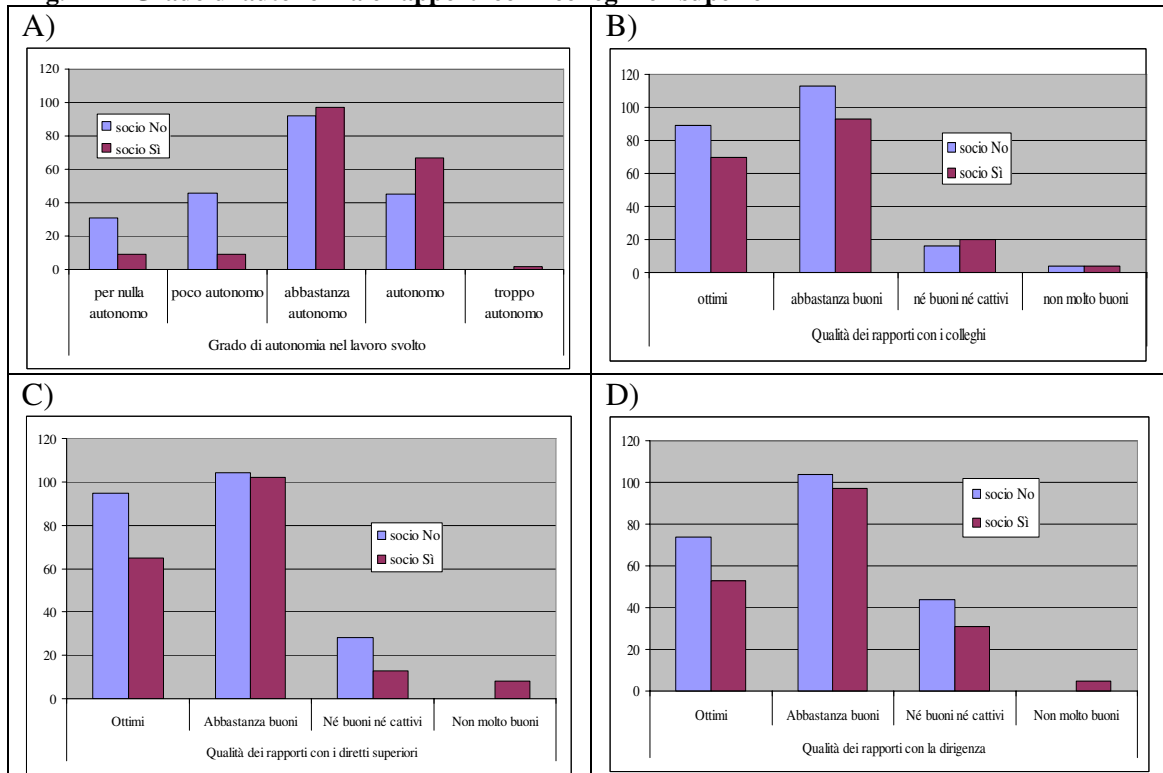 A)
120
100
80
60
40
20
0
socio No
socio Sì
per nulla autonomo
poco autonomo
abbastanza autonomo
autonomo
troppo autonomo
Grado di autonomia nel lavoro svolto
B)
120
100
80
60
40
20
0
socio No
socio Sì
ottimi
abbastanza buoni
né buoni né cattivi
non molto buoni
Qualità dei rapporti con i colleghi
C)
120
100
80
60
40
20
0
socio No
socio Sì
Ottimi
Abbastanza buoni
Né buoni né cattivi
Non molto buoni
Qualità dei rapporti con i diretti superiori
D)
120
100
80
60
40
20
0
socio No
socio Sì
Ottimi
Abbastanza buoni
Né buoni né cattivi
Non molto buoni
Qualità dei rapporti con la dirigenza